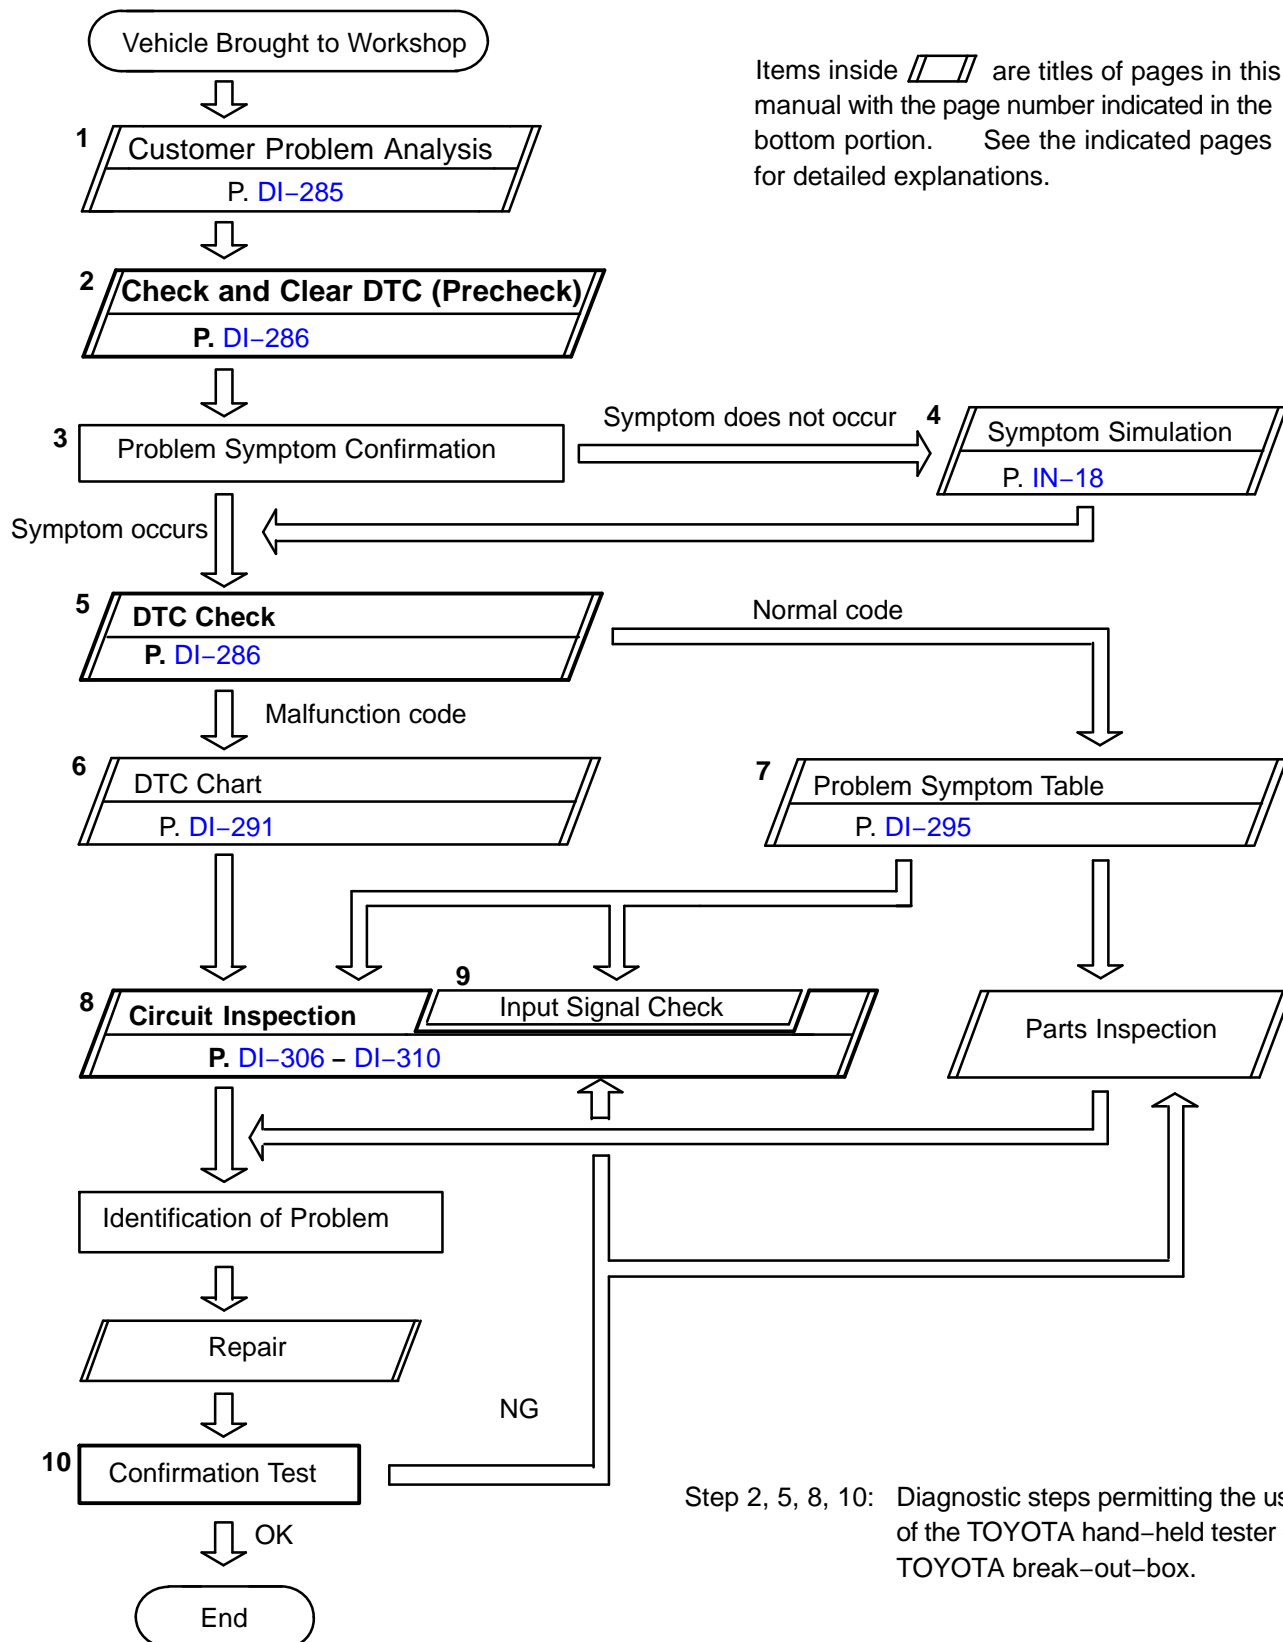 Vehicle Brought to Workshop
Items inside are titles of pages in this
manual with the page number indicated in the
bottom portion. See the indicated pages
for detailed explanations.
1
Customer Problem Analysis
P. DI−285
2
Check and Clear DTC (Precheck)
P. DI−286
3
Problem Symptom Confirmation
Symptom does not occur
4
Symptom Simulation
P. IN−18
Symptom occurs
5
DTC Check
P. DI−286
Normal code
Malfunction code
6
DTC Chart
P. DI−291
7
Problem Symptom Table
P. DI−295
8
Circuit Inspection
P. DI−306 − DI−310
9
Input Signal Check
Parts Inspection
Identification of Problem
Repair
NG
10
Confirmation Test
OK
End
Step 2, 5, 8, 10: Diagnostic steps permitting the
of the TOYOTA hand−held tester
TOYOTA break−out−box.